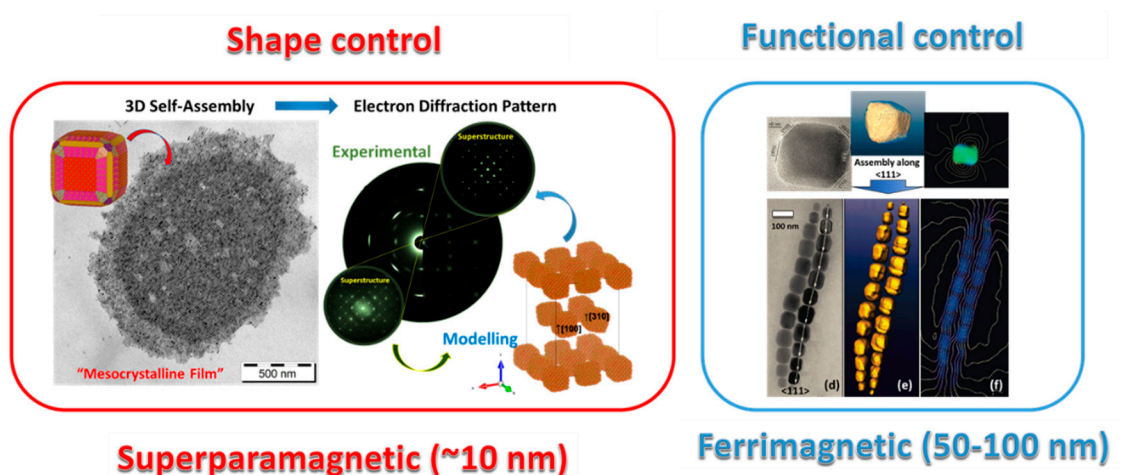 Shape control
Functional control
3D Self-Assembly
Electron Diffraction Pattern
Experimental
Superstructure
Superstructure
Modelling
[100]
[310]
"Mesocrystalline Film"
500 nm
Assembly along
<111>
100 nm
(d)
(e)
(f)
<111>
Superparamagnetic (~10 nm)
Ferrimagnetic (50-100 nm)